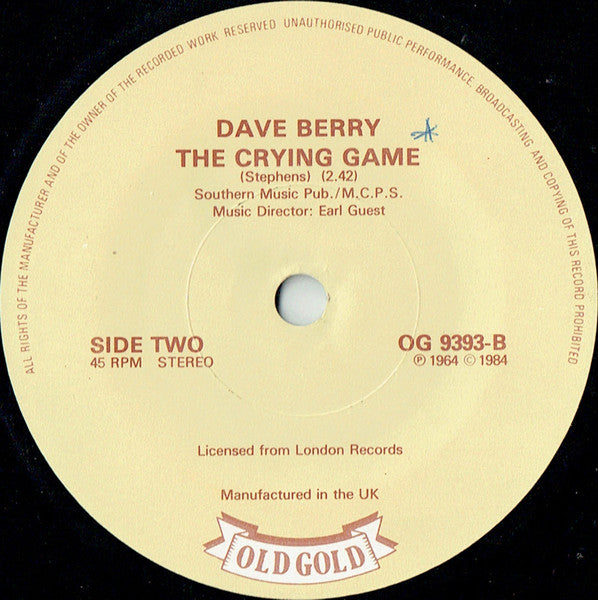 ALL RIGHTS OF THE MANUFACTURER AND OF THE OWNER OF THE RECORDED WORK RESERVED UNAUTHORISED PUBLIC PERFORMANCE BROADCASTING AND COPYING OF THIS RECORD PROHIBITED
DAVE BERRY
THE CRYING GAME
(Stephens) (2.42)
Southern Music Pub./M.C.P.S.
Music Director: Earl Guest
SIDE TWO
45 RPM STEREO
OG 9393-B
℗ 1964 © 1984
Licensed from London Records
Manufactured in the UK
OLD GOLD